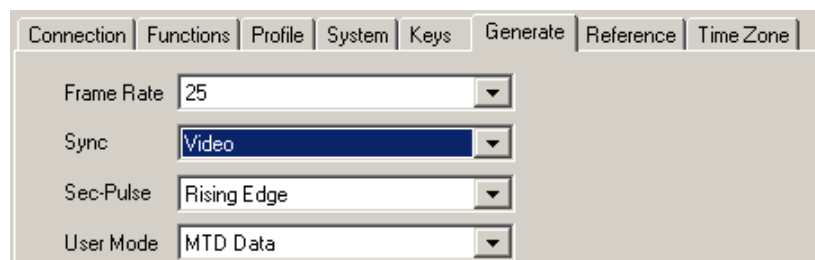 Connection Functions Profile System Keys Generate Reference Time Zone
Frame Rate 25
Sync Video
Sec-Pulse Rising Edge
User Mode MTD Data